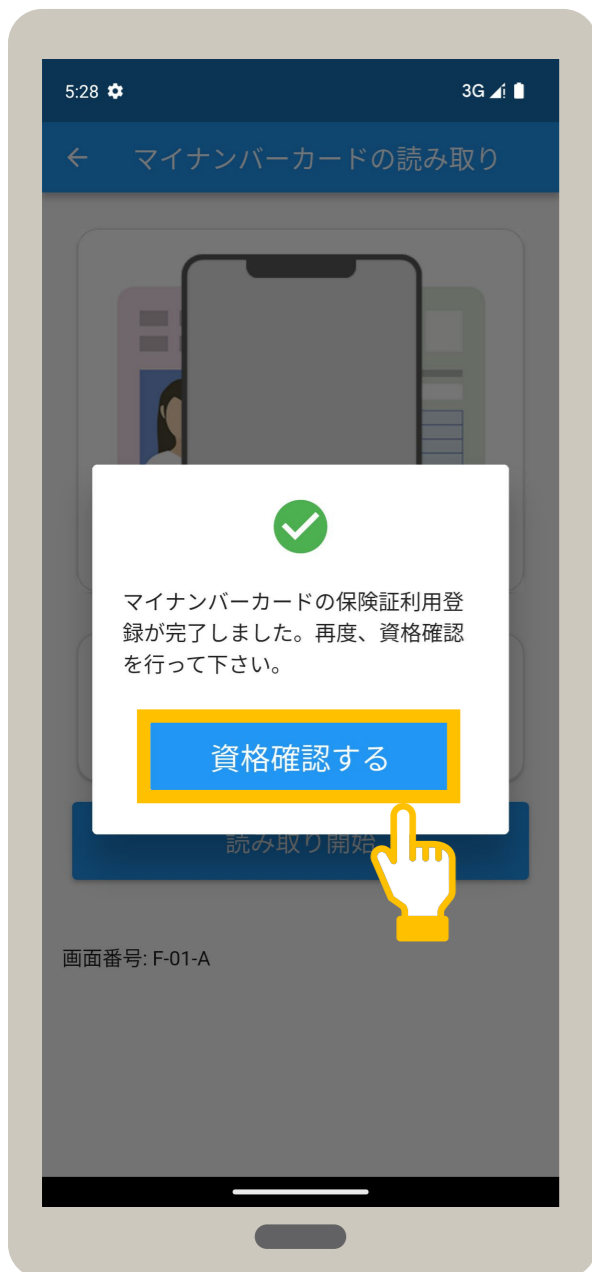 5:28
3G
マイナンバーカードの読み取り
マイナンバーカードの保険証利用登
録が完了しました。再度、資格確認
を行って下さい。
資格確認する
読み取り開始
画面番号: F-01-A